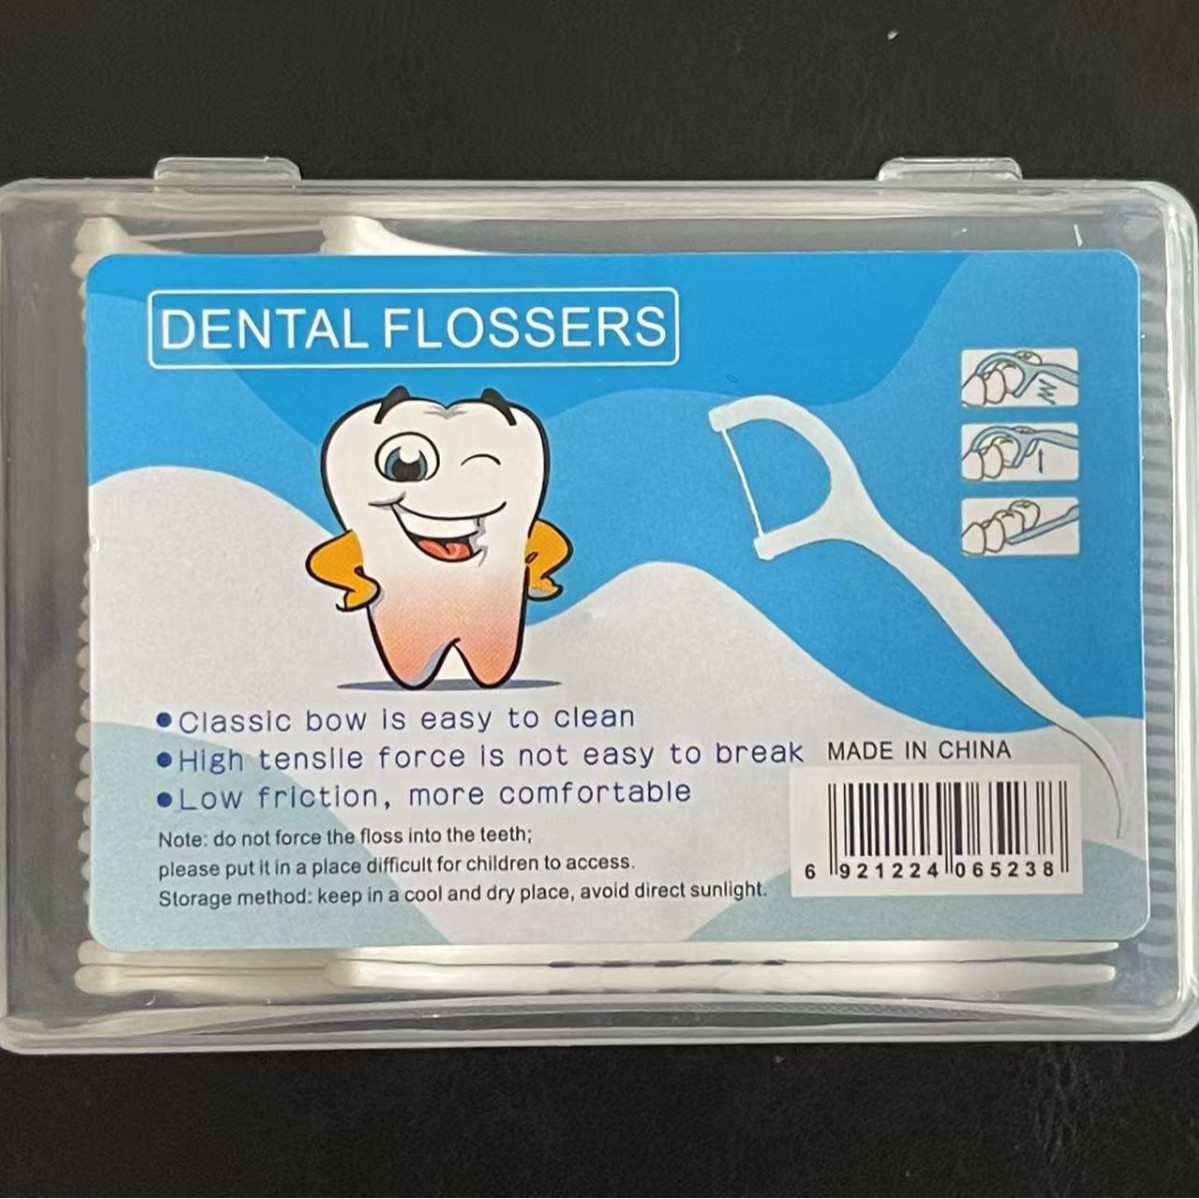 DENTAL FLOSSERS
●Classic bow is easy to clean
●High tensile force is not easy to break
●Low friction, more comfortable
Note: do not force the floss into the teeth;
please put it in a place difficult for children to access.
Storage method: keep in a cool and dry place, avoid direct sunlight.
MADE IN CHINA
6 921224 065238